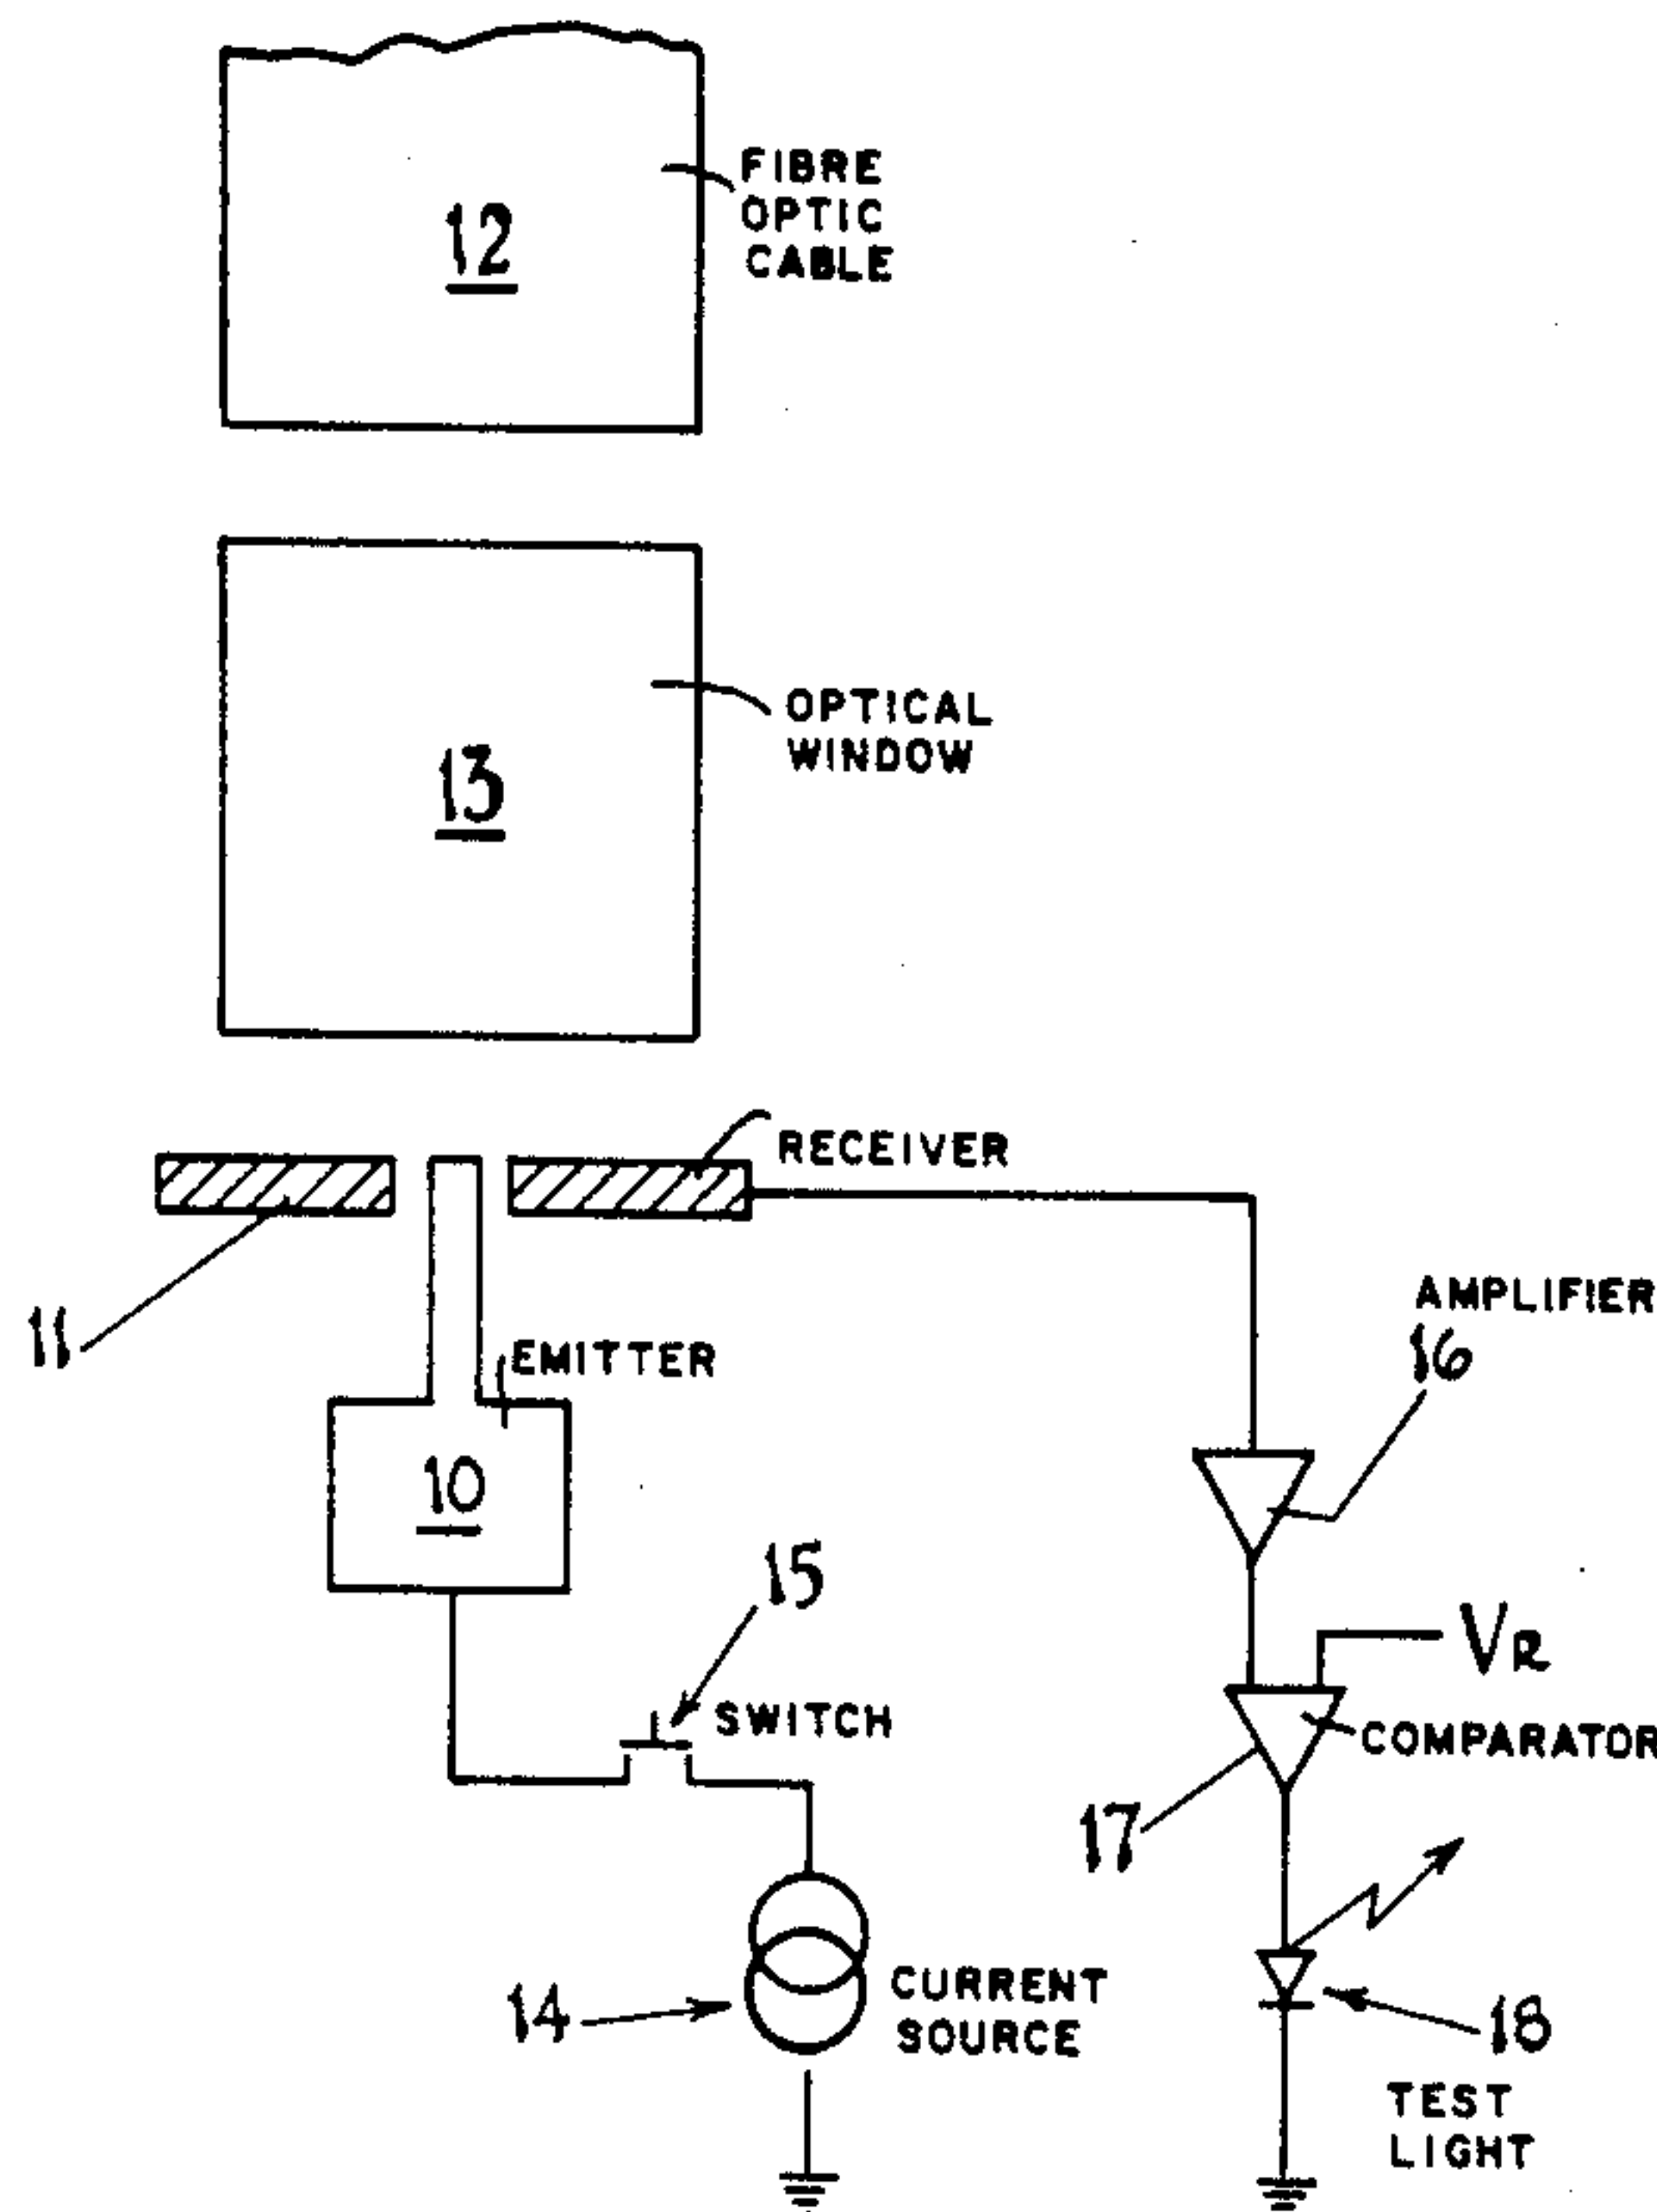 FIBRE
OPTIC
CABLE
12
OPTICAL
WINDOW
13
RECEIVER
11
AMPLIFIER
16
EMITTER
10
15
SWITCH
VR
COMPARATOR
17
14
CURRENT
SOURCE
18
TEST
LIGHT